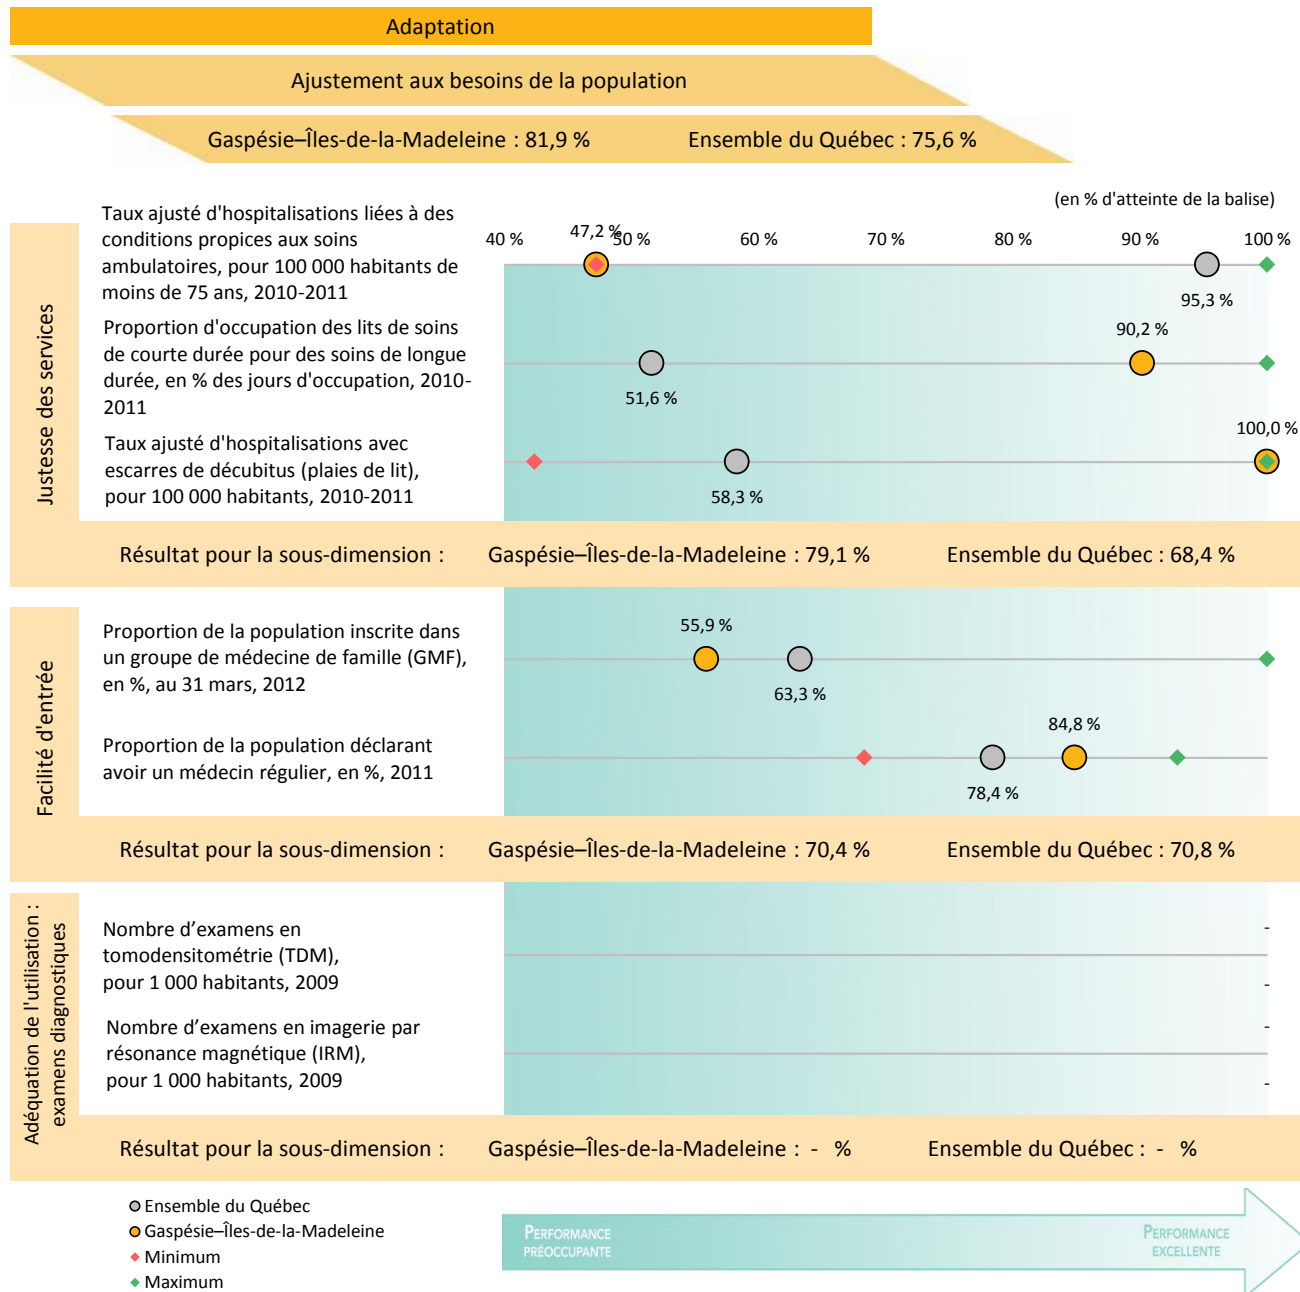 Adaptation
Ajustement aux besoins de la population
Gaspésie–Îles-de-la-Madeleine : 81,9 % Ensemble du Québec : 75,6 %
(en % d'atteinte de la balise)
40 % 50 % 60 % 70 % 80 % 90 % 100 %
Justesse des services
Taux ajusté d'hospitalisations liées à des
conditions propices aux soins
ambulatoires, pour 100 000 habitants de
moins de 75 ans, 2010-2011
47,2 %
95,3 %
Proportion d'occupation des lits de soins
de courte durée pour des soins de longue
durée, en % des jours d'occupation, 2010-
2011
90,2 %
51,6 %
Taux ajusté d'hospitalisations avec
escarres de décubitus (plaies de lit),
pour 100 000 habitants, 2010-2011
100,0 %
58,3 %
Résultat pour la sous-dimension : Gaspésie–Îles-de-la-Madeleine : 79,1 % Ensemble du Québec : 68,4 %
Facilité d'entrée
Proportion de la population inscrite dans
un groupe de médecine de famille (GMF),
en %, au 31 mars, 2012
55,9 %
63,3 %
Proportion de la population déclarant
avoir un médecin régulier, en %, 2011
84,8 %
78,4 %
Résultat pour la sous-dimension : Gaspésie–Îles-de-la-Madeleine : 70,4 % Ensemble du Québec : 70,8 %
Adéquation de l'utilisation :
examens diagnostiques
Nombre d’examens en
tomodensitométrie (TDM),
pour 1 000 habitants, 2009
-
-
Nombre d’examens en imagerie par
résonance magnétique (IRM),
pour 1 000 habitants, 2009
-
-
Résultat pour la sous-dimension : Gaspésie–Îles-de-la-Madeleine : - % Ensemble du Québec : - %
Ensemble du Québec
Gaspésie–Îles-de-la-Madeleine
Minimum
Maximum
PERFORMANCE
PRÉOCCUPANTE
PERFORMANCE
EXCELLENTE